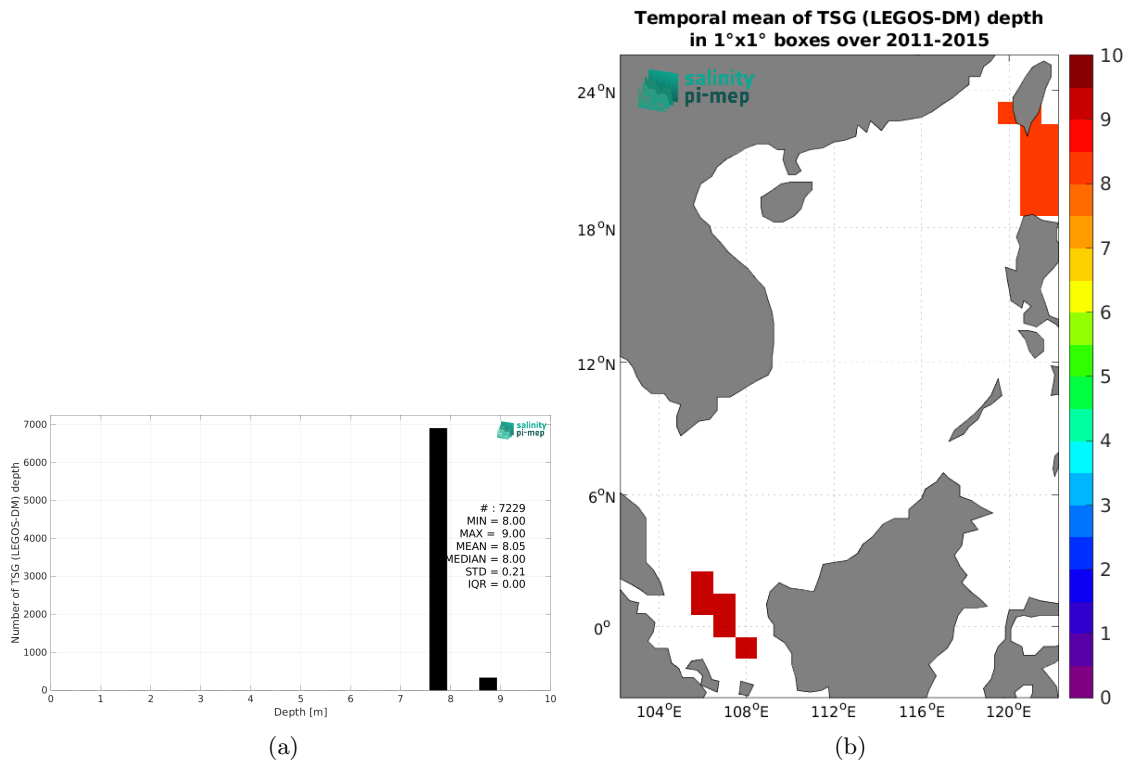 Number of TSG (LEGOS-DM) depth
7000
6000
5000
4000
3000
2000
1000
0
0 1 2 3 4 5 6 7 8 9 10
Depth [m]
salinity
pi-mep
# : 7229
MIN = 8.00
MAX = 9.00
MEAN = 8.05
MEDIAN = 8.00
STD = 0.21
IQR = 0.00
(a)
Temporal mean of TSG (LEGOS-DM) depth
in 1°x1° boxes over 2011-2015
salinity
pi-mep
24°N
18°N
12°N
6°N
0°
104°E 108°E 112°E 116°E 120°E
10
9
8
7
6
5
4
3
2
1
0
(b)